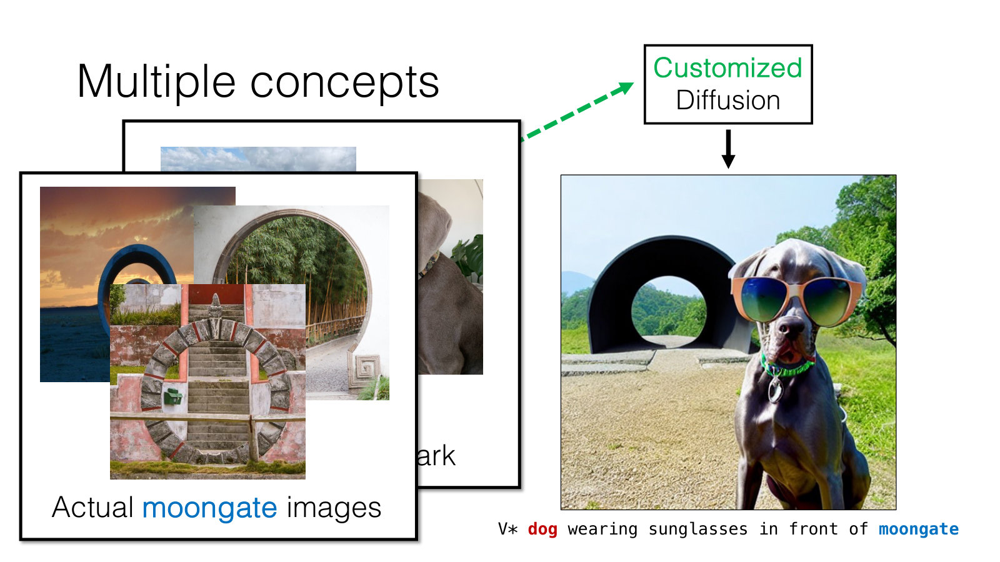 Multiple concepts
Customized
Diffusion
ark
Actual moongate images
V* dog wearing sunglasses in front of moongate